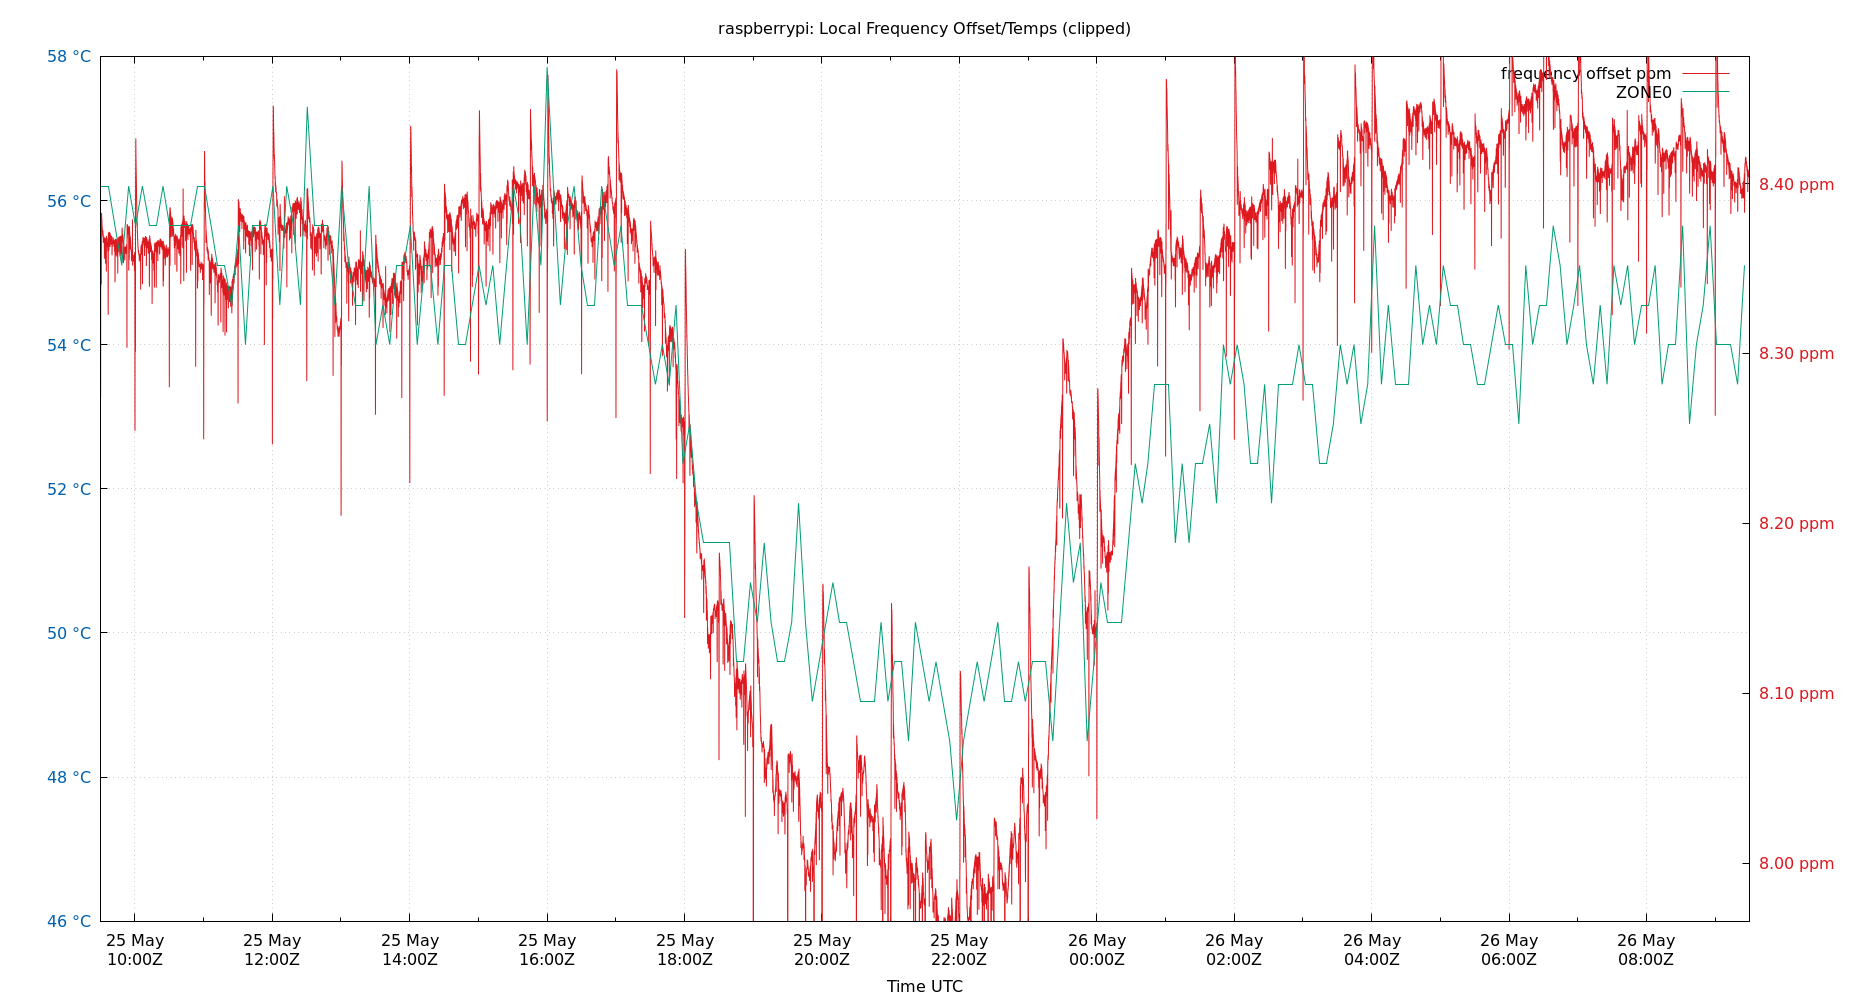 raspberrypi: Local Frequency Offset/Temps (clipped)
58 °C
56 °C
54 °C
52 °C
50 °C
48 °C
46 °C
frequency offset ppm
ZONE0
8.40 ppm
8.30 ppm
8.20 ppm
8.10 ppm
8.00 ppm
25 May 25 May 25 May 25 May 25 May 25 May 25 May 26 May 26 May 26 May 26 May 26 May
10:00Z 12:00Z 14:00Z 16:00Z 18:00Z 20:00Z 22:00Z 00:00Z 02:00Z 04:00Z 06:00Z 08:00Z
Time UTC